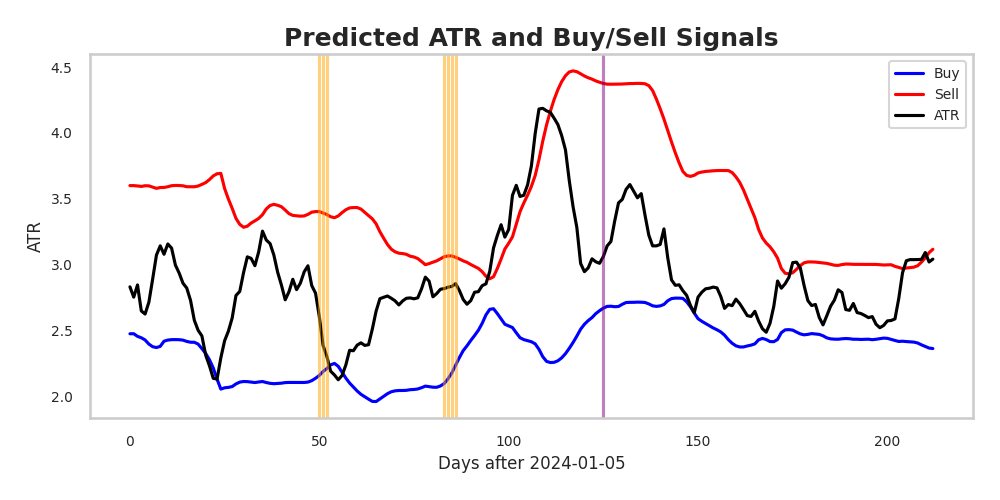 Predicted ATR and Buy/Sell Signals
4.5
4.0
3.5
3.0
2.5
2.0
ATR
Buy
Sell
ATR
0 50 100 150 200
Days after 2024-01-05